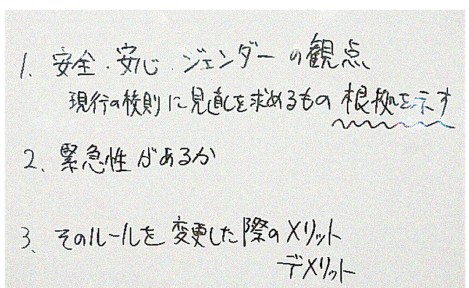 1. 安全・安心・ジェンダーの観点
現行の校則に見直しを求めるもの 根拠を示す
2. 緊急性があるか
3. そのルールを変更した際のメリット
デメリット